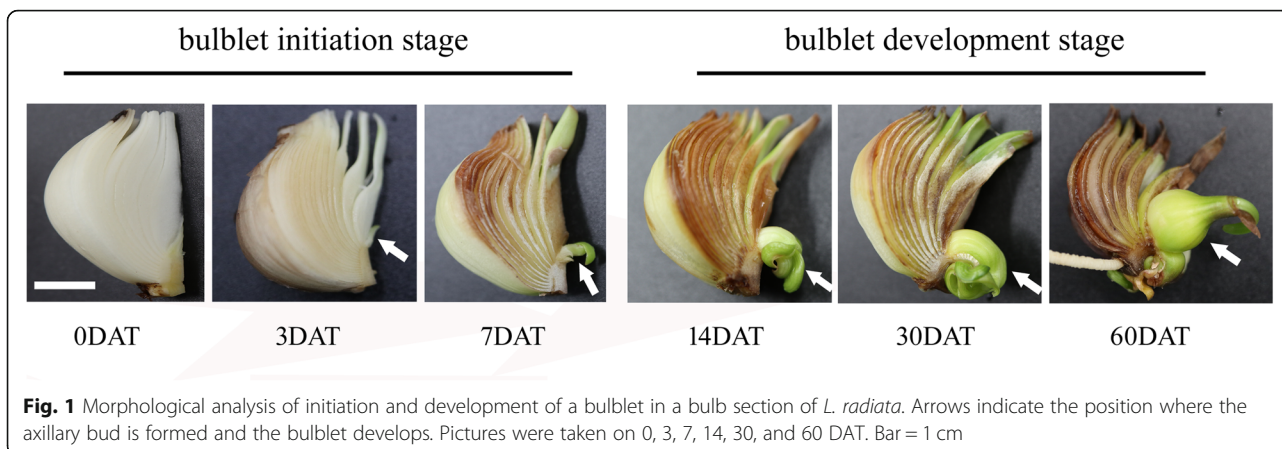 bulblet initiation stage
bulblet development stage
0DAT
3DAT
7DAT
14DAT
30DAT
60DAT
Fig. 1 Morphological analysis of initiation and development of a bulblet in a bulb section of L. radiata. Arrows indicate the position where the
axillary bud is formed and the bulblet develops. Pictures were taken on 0, 3, 7, 14, 30, and 60 DAT. Bar = 1 cm